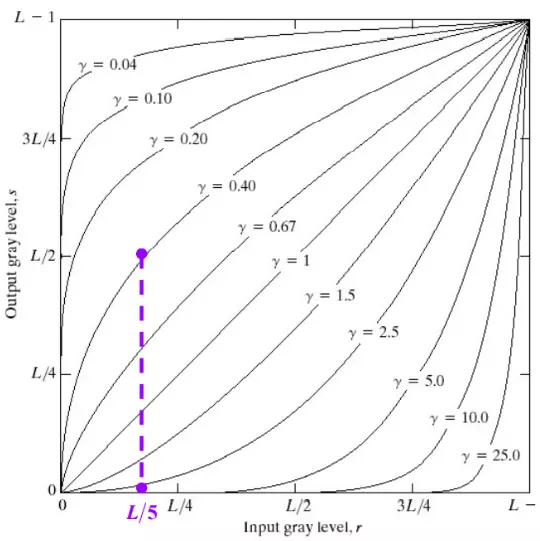 L − 1
γ = 0.04
γ = 0.10
3L/4
γ = 0.20
γ = 0.40
γ = 0.67
L/2
γ = 1
γ = 1.5
γ = 2.5
L/4
γ = 5.0
γ = 10.0
γ = 25.0
Output gray level, s
0
0
L/5
L/4
L/2
3L/4
L −
Input gray level, r